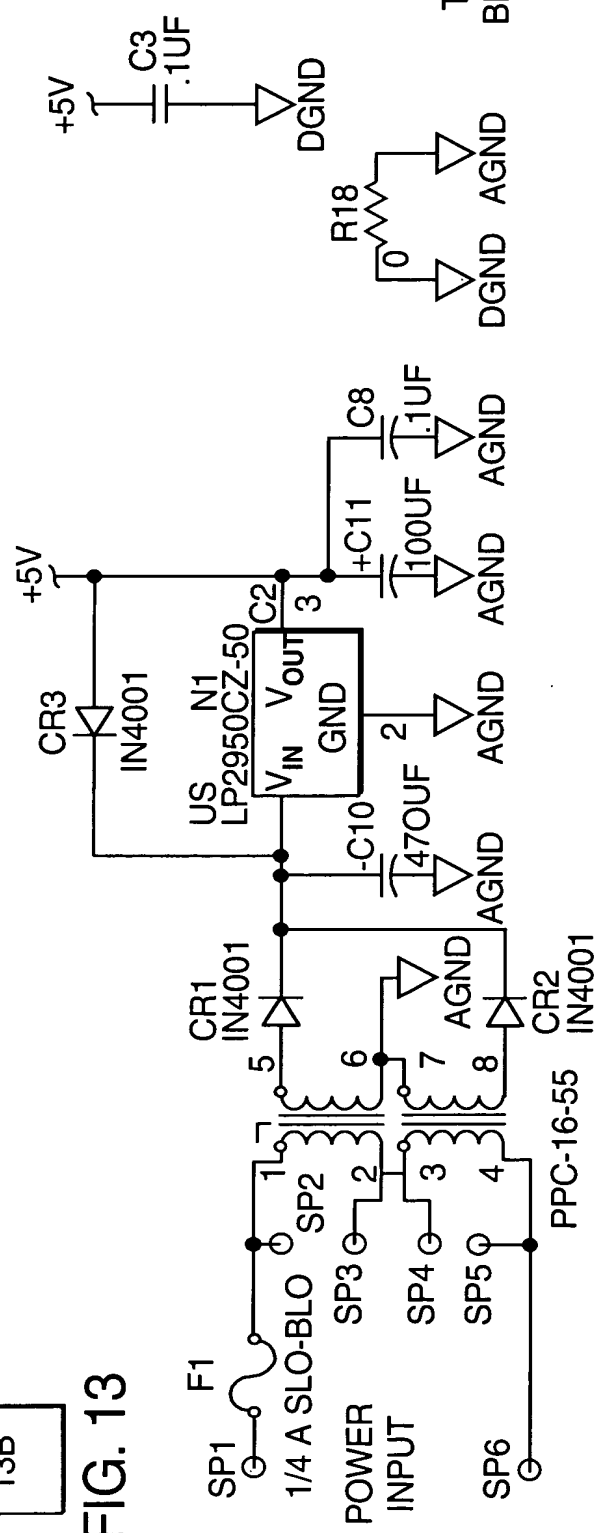 13B
FIG. 13
SP1
F1
1/4 A SLO-BLO
POWER
INPUT
SP6
SP2
SP3
SP4
SP5
1
2
3
4
PPC-16-55
5
6
7
8
CR1
IN4001
AGND
CR2
IN4001
-C10
470UF
AGND
US
N1
LP2950CZ-50
VIN
VOUT
GND
C2
3
2
AGND
CR3
IN4001
+5V
+C11
100UF
AGND
C8
.1UF
AGND
R18
0
DGND
AGND
+5V
C3
.1UF
DGND